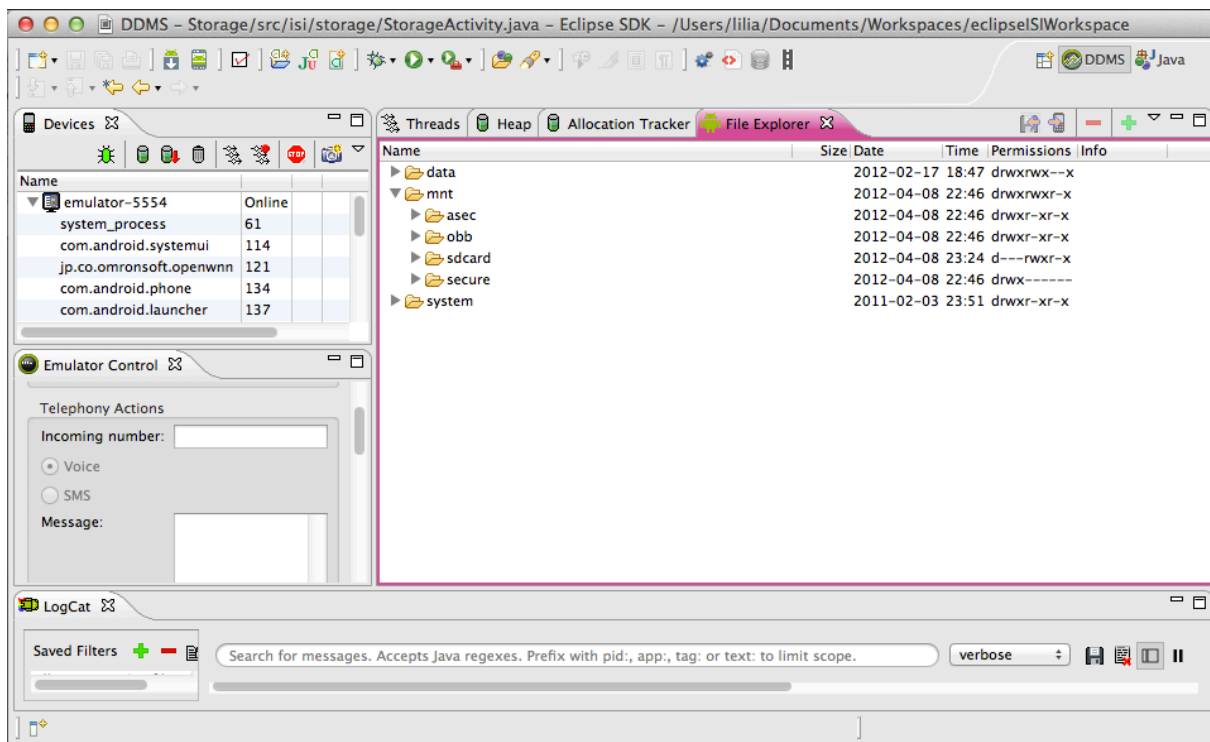 DDMS – Storage/src/isi/storage/StorageActivity.java – Eclipse SDK – /Users/lilia/Documents/Workspaces/eclipseISIWorkspace
DDMS Java
Devices
Name
emulator-5554 Online
system_process 61
com.android.systemui 114
jp.co.omronsoft.openwnn 121
com.android.phone 134
com.android.launcher 137
Threads Heap Allocation Tracker File Explorer
Name Size Date Time Permissions Info
data 2012-02-17 18:47 drwxrwx--x
mnt 2012-04-08 22:46 drwxrwxr-x
asec 2012-04-08 22:46 drwxr-xr-x
obb 2012-04-08 22:46 drwxr-xr-x
sdcard 2012-04-08 23:24 d---rwxr-x
secure 2012-04-08 22:46 drwx------
system 2011-02-03 23:51 drwxr-xr-x
Emulator Control
Telephony Actions
Incoming number:
Voice
SMS
Message:
LogCat
Saved Filters
Search for messages. Accepts Java regexes. Prefix with pid:, app:, tag: or text: to limit scope.
verbose